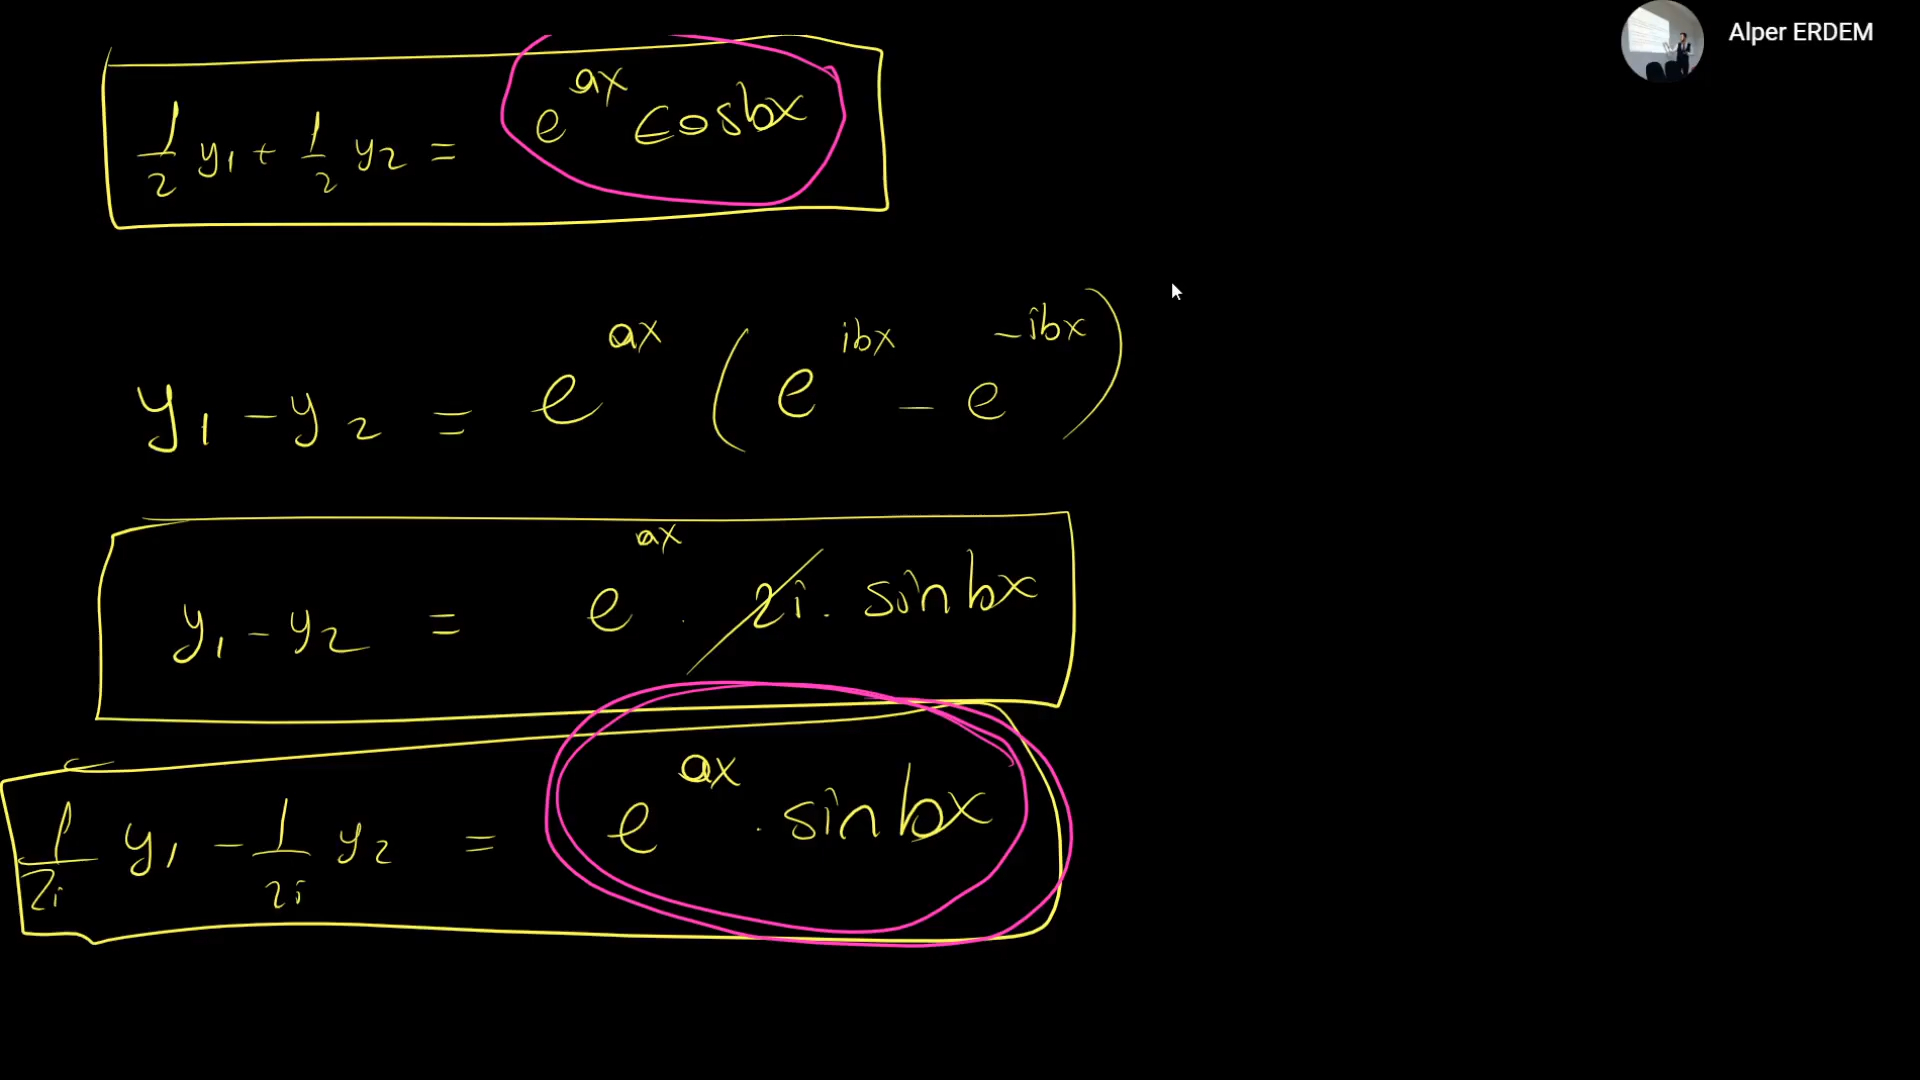 Alper ERDEM
1/2 y₁ + 1/2 y₂ = e^{ax} cosbx
y₁ - y₂ = e^{ax} (e^{ibx} - e^{-ibx})
y₁ - y₂ = e^{ax} . 2i . sinbx
1/2i y₁ - 1/2i y₂ = e^{ax} . sinbx